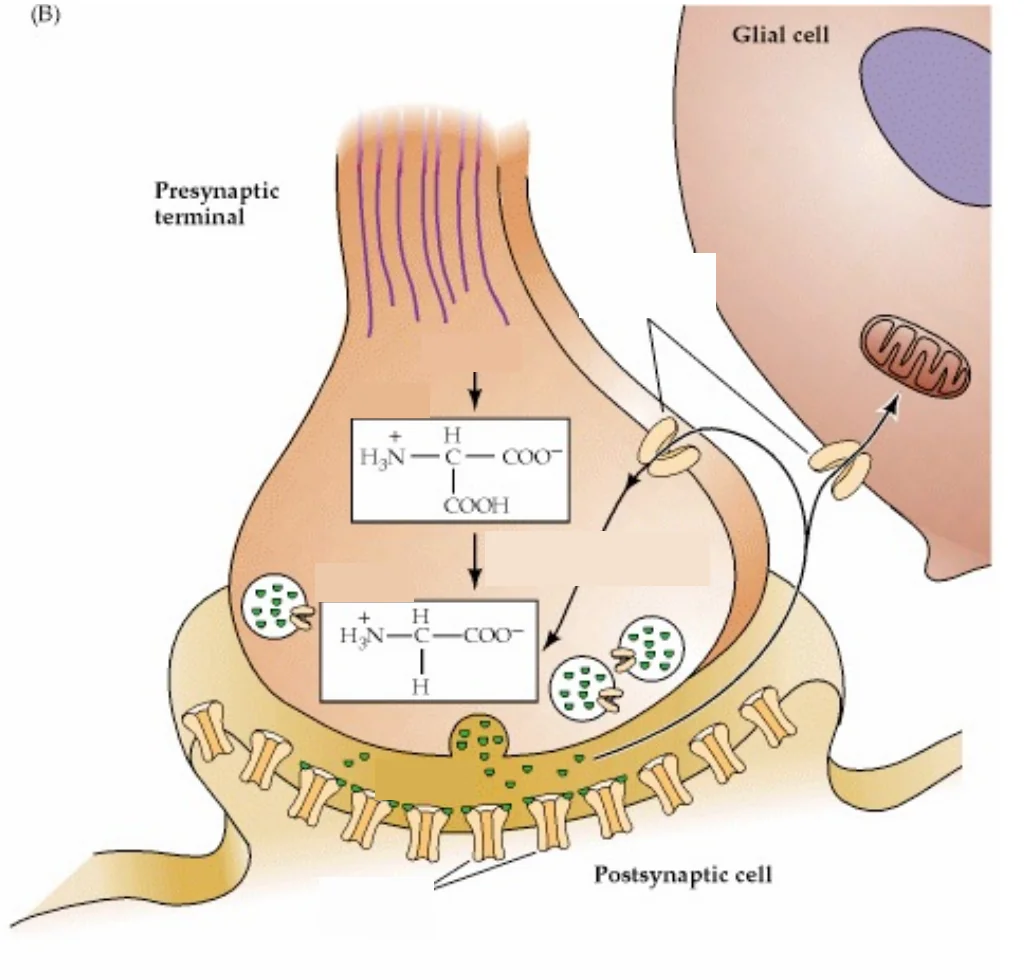 (B)
Glial cell
Presynaptic
terminal
H
H₃N⁺—C—COO⁻
COOH
H
H₃N⁺—C—COO⁻
H
Postsynaptic cell